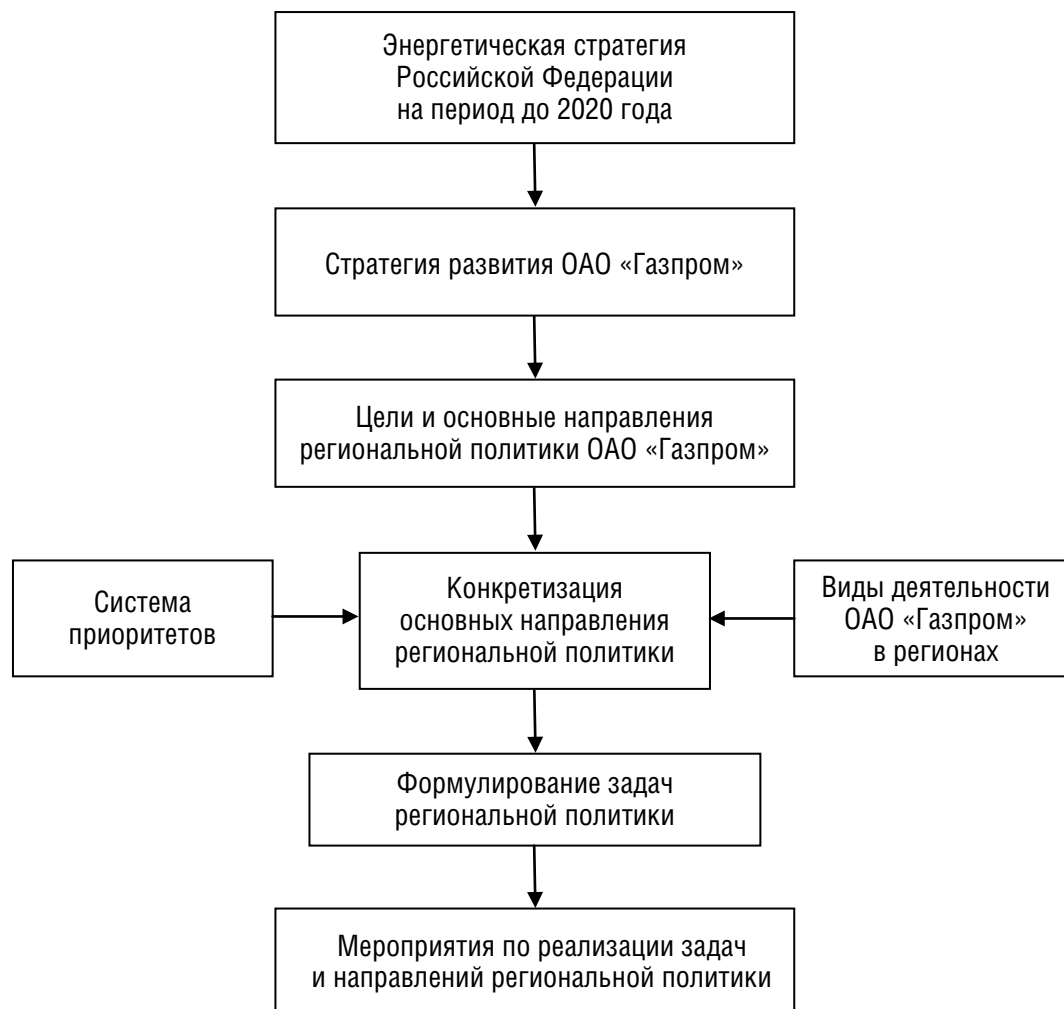 Энергетическая стратегия
Российской Федерации
на период до 2020 года
Стратегия развития ОАО «Газпром»
Цели и основные направления
региональной политики ОАО «Газпром»
Система
приоритетов
Конкретизация
основных направления
региональной политики
Виды деятельности
ОАО «Газпром»
в регионах
Формулирование задач
региональной политики
Мероприятия по реализации задач
и направлений региональной политики